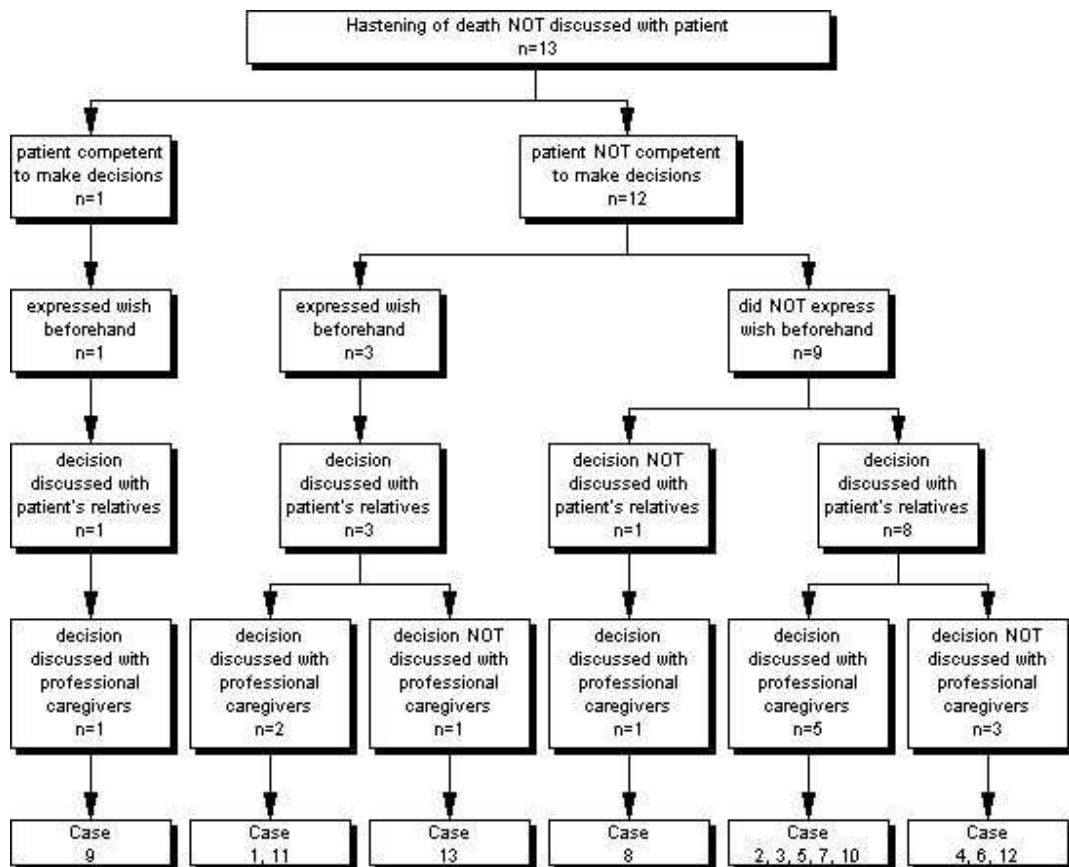 Hastening of death NOT discussed with patient
n=13
patient competent
to make decisions
n=1
patient NOT competent
to make decisions
n=12
expressed wish
beforehand
n=1
expressed wish
beforehand
n=3
did NOT express
wish beforehand
n=9
decision
discussed with
patient's relatives
n=1
decision
discussed with
patient's relatives
n=3
decision NOT
discussed with
patient's relatives
n=1
decision
discussed with
patient's relatives
n=8
decision
discussed with
professional
caregivers
n=1
decision
discussed with
professional
caregivers
n=2
decision NOT
discussed with
professional
caregivers
n=1
decision
discussed with
professional
caregivers
n=1
decision
discussed with
professional
caregivers
n=5
decision NOT
discussed with
professional
caregivers
n=3
Case
9
Case
1, 11
Case
13
Case
8
Case
2, 3, 5, 7, 10
Case
4, 6, 12